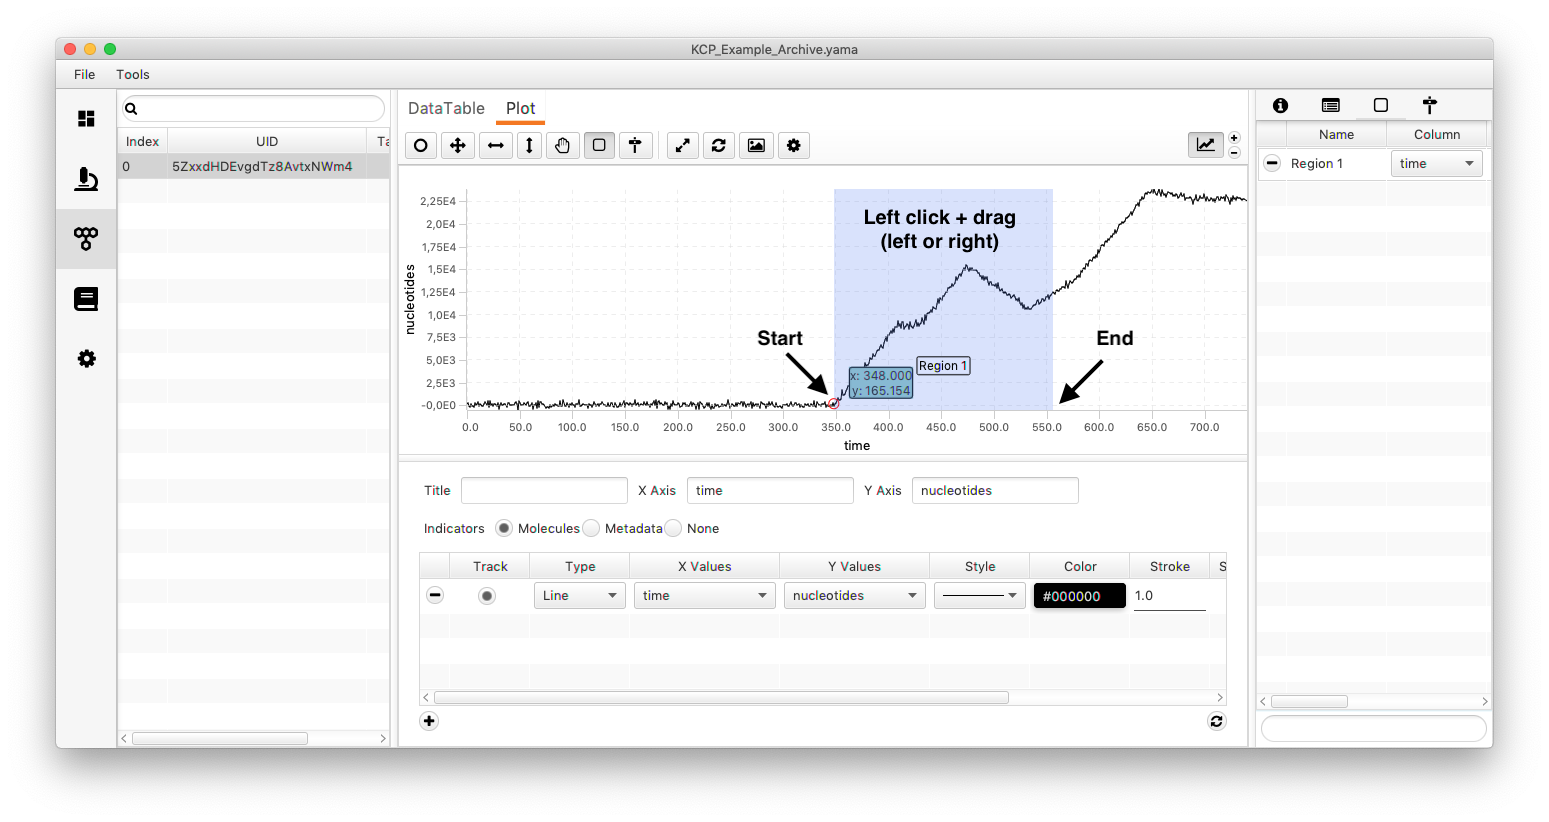 KCP_Example_Archive.yama
File Tools
DataTable Plot
Index UID Ta
0 5ZxxdHDEvgdTz8AvtxNWm4
Name Column
Region 1 time
2,25E4
2,0E4
1,75E4
1,5E4
1,25E4
1,0E4
7,5E3
5,0E3
2,5E3
-0,0E0
nucleotides
Left click + drag
(left or right)
Start
End
Region 1
x: 348.000
y: 165.154
0.0 50.0 100.0 150.0 200.0 250.0 300.0 350.0 400.0 450.0 500.0 550.0 600.0 650.0 700.0
time
Title X Axis time Y Axis nucleotides
Indicators Molecules Metadata None
Track Type X Values Y Values Style Color Stroke S
Line time nucleotides #000000 1.0